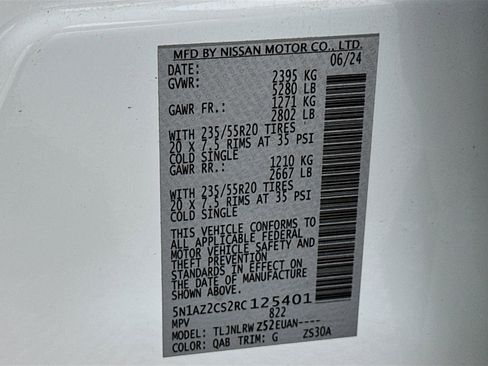 MFD BY NISSAN MOTOR CO., LTD.
DATE: 06/24
GVWR: 2395 KG
5280 LB
GAWR FR.: 1271 KG
2802 LB
WITH 235/55R20 TIRES
20 X 7.5 RIMS AT 35 PSI
COLD SINGLE
GAWR RR.: 1210 KG
2667 LB
WITH 235/55R20 TIRES
20 X 7.5 RIMS AT 35 PSI
COLD SINGLE
THIS VEHICLE CONFORMS TO
ALL APPLICABLE FEDERAL
MOTOR VEHICLE SAFETY AND
THEFT PREVENTION
STANDARDS IN EFFECT ON
THE DATE OF MANUFACTURE
SHOWN ABOVE.
5N1AZ2CS2RC125401
MPV 822
MODEL: TLJNLRWZ52EUAN----
COLOR: QAB TRIM: G ZS30A